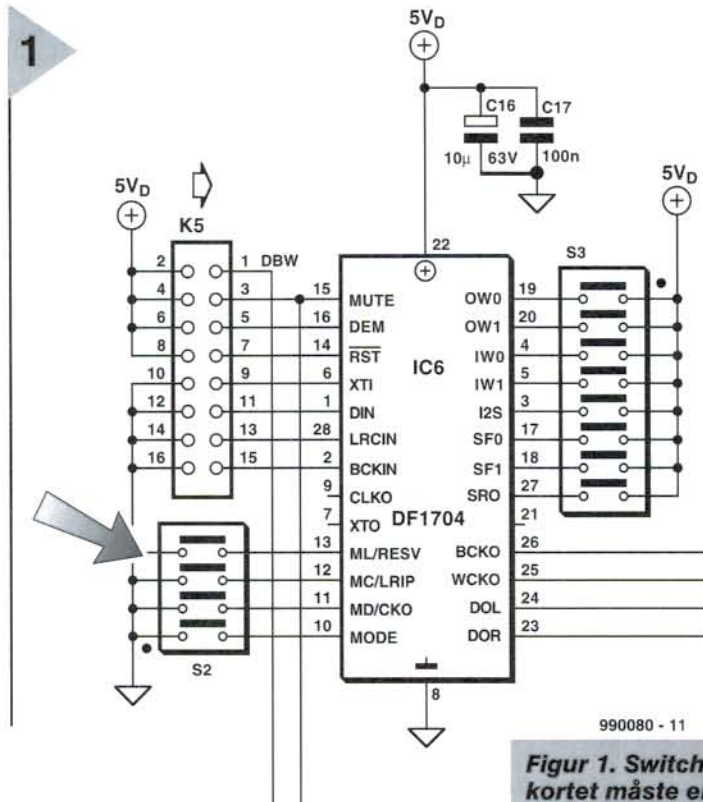 1
5VD
C16
C17
10µ
63V
100n
5VD
5VD
K5
22
S3
2
1
DBW
4
3
15
MUTE
OW0
19
6
5
16
DEM
OW1
20
8
7
14
RST
IW0
4
IC6
10
9
6
XTI
IW1
5
12
11
1
DIN
I2S
3
14
13
28
LRCIN
SF0
17
16
15
2
BCKIN
SF1
18
9
CLKO
SRO
27
7
XTO
DF1704
21
13
ML/RESV
BCKO
26
12
MC/LRIP
WCKO
25
11
MD/CKO
DOL
24
10
MODE
DOR
23
S2
8
990080 - 11
Figur 1. Switch
kortet måste